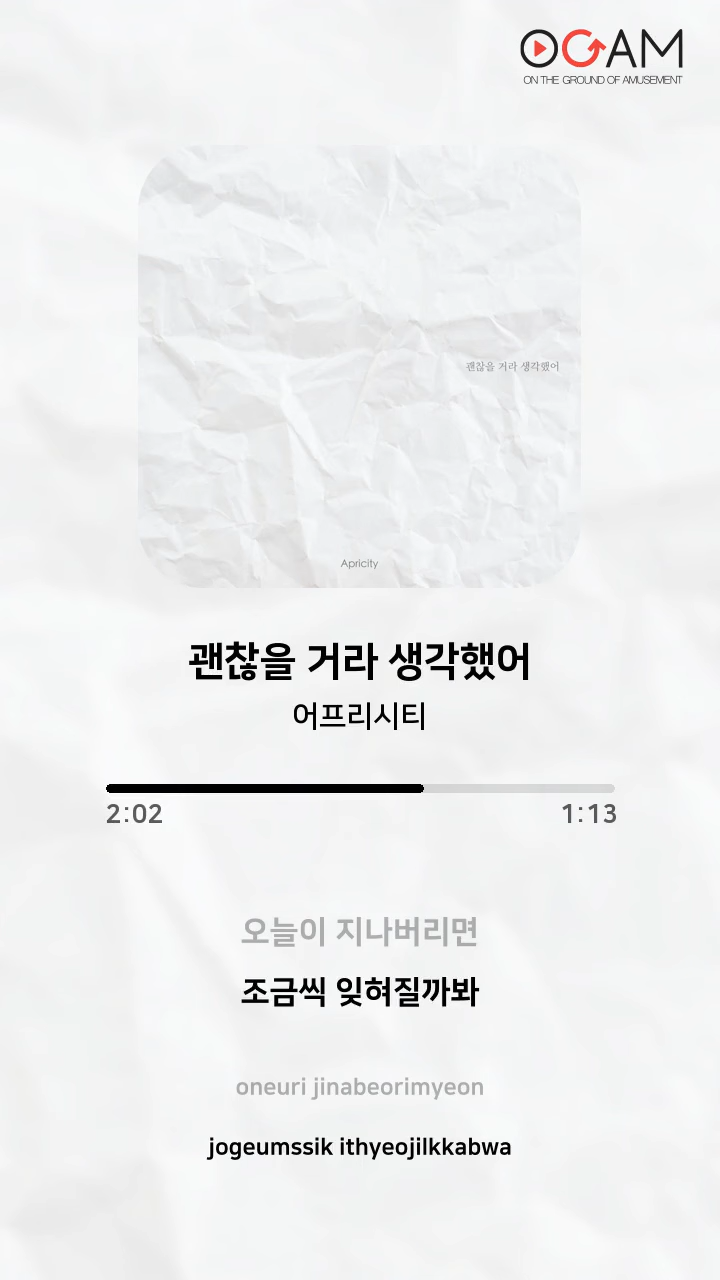 OGAM
ON THE GROUND OF AMUSEMENT
괜찮을 거라 생각했어
Apricity
괜찮을 거라 생각했어
어프리시티
2:02 1:13
오늘이 지나버리면
조금씩 잊혀질까봐
oneuri jinabeorimyeon
jogeumssik ithyeojilkkabwa